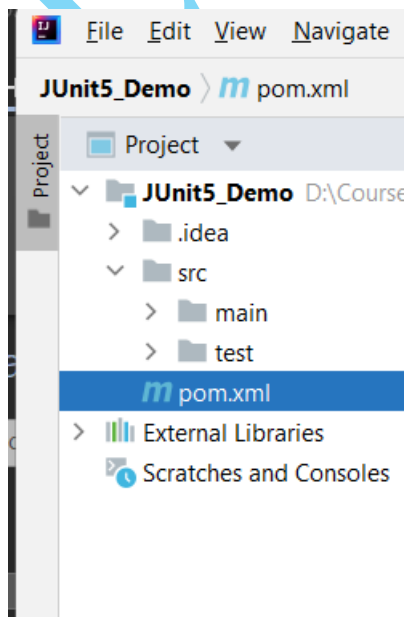 File Edit View Navigate
JUnit5_Demo pom.xml
Project
Project
JUnit5_Demo D:\Course
.idea
src
main
test
pom.xml
External Libraries
Scratches and Consoles